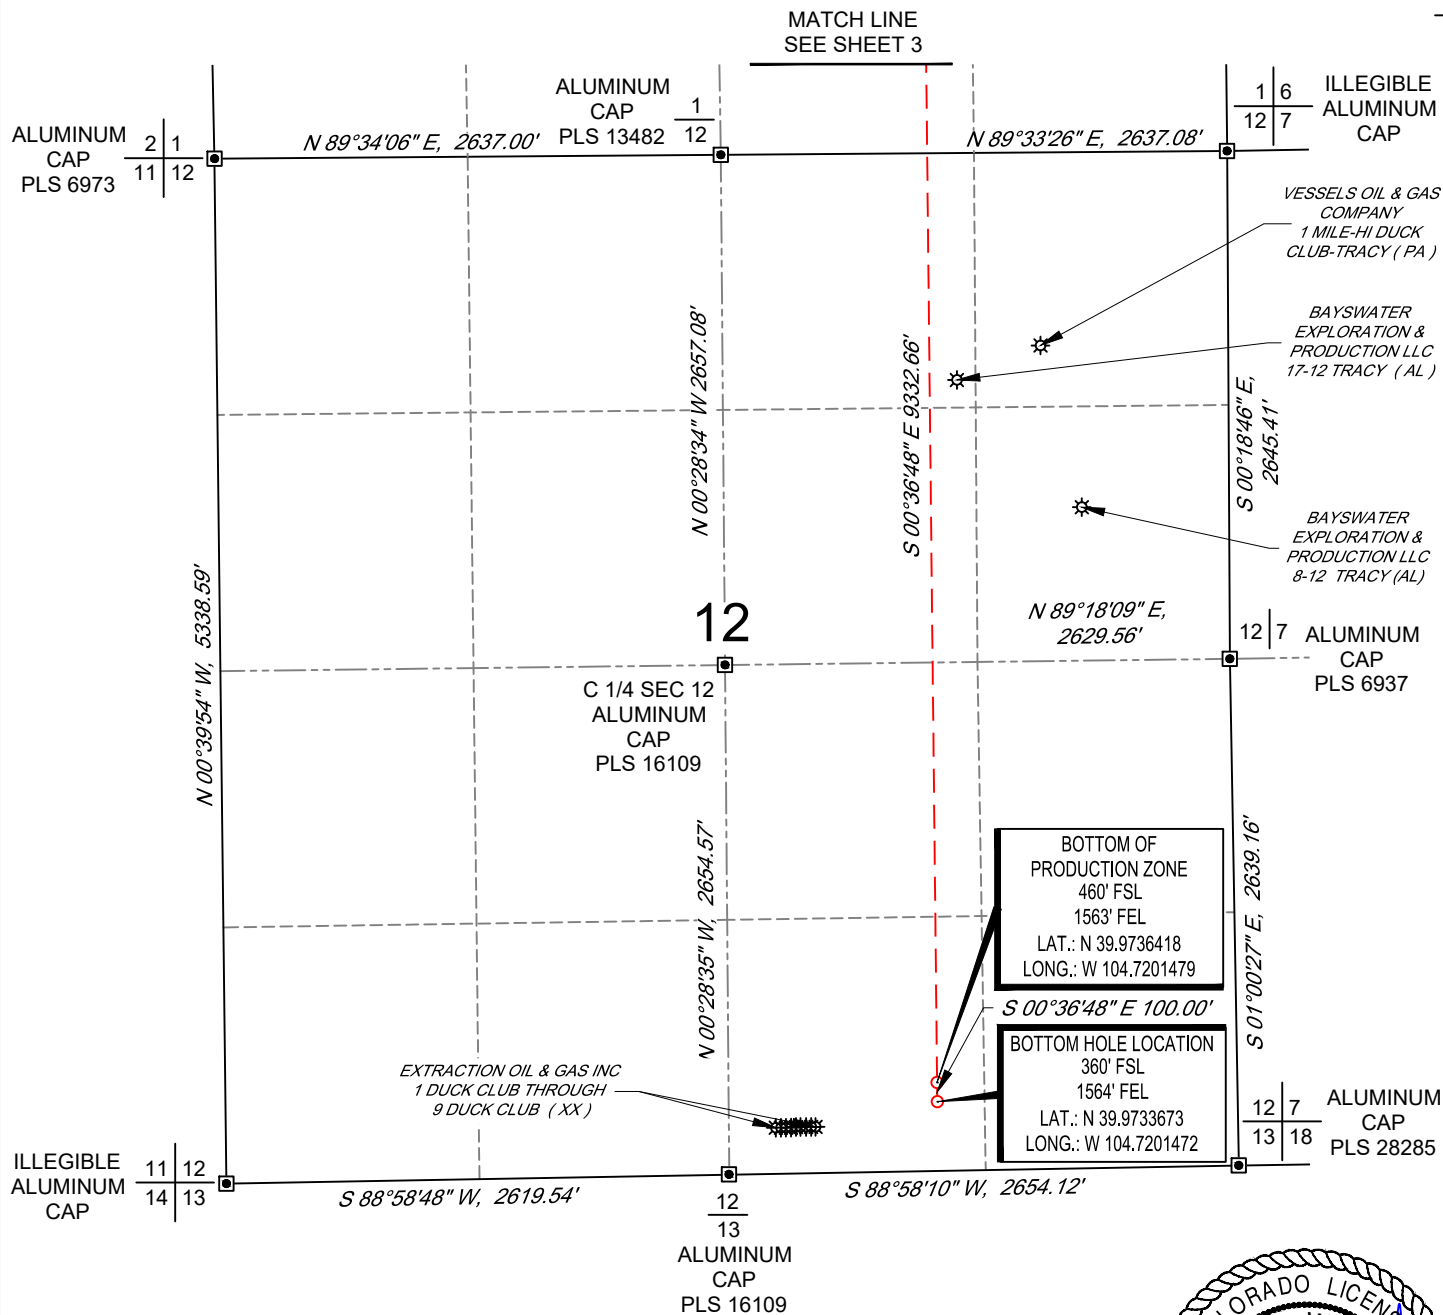 MATCH LINE
SEE SHEET 3
ALUMINUM
CAP
PLS 13482
1
12
1 6
12 7
ILLEGIBLE
ALUMINUM
CAP
ALUMINUM
CAP
PLS 6973
2 1
11 12
N 89°34'06" E, 2637.00'
N 89°33'26" E, 2637.08'
VESSELS OIL & GAS
COMPANY
1 MILE-HI DUCK
CLUB-TRACY ( PA )
BAYSWATER
EXPLORATION &
PRODUCTION LLC
17-12 TRACY ( AL )
N 00°28'34" W 2657.08'
S 00°36'48" E 9332.66'
S 00°18'46" E,
2645.41'
BAYSWATER
EXPLORATION &
PRODUCTION LLC
8-12 TRACY (AL)
N 00°39'54" W, 5338.59'
12
N 89°18'09" E,
2629.56'
12 7
ALUMINUM
CAP
PLS 6937
C 1/4 SEC 12
ALUMINUM
CAP
PLS 16109
N 00°28'35" W, 2654.57'
BOTTOM OF
PRODUCTION ZONE
460' FSL
1563' FEL
LAT.: N 39.9736418
LONG.: W 104.7201479
S 01°00'27" E, 2639.16'
S 00°36'48" E 100.00'
BOTTOM HOLE LOCATION
360' FSL
1564' FEL
LAT.: N 39.9733673
LONG.: W 104.7201472
EXTRACTION OIL & GAS INC
1 DUCK CLUB THROUGH
9 DUCK CLUB ( XX )
12 7
13 18
ALUMINUM
CAP
PLS 28285
ILLEGIBLE
ALUMINUM
CAP
11 12
14 13
S 88°58'48" W, 2619.54'
S 88°58'10" W, 2654.12'
12
13
ALUMINUM
CAP
PLS 16109
ORADO LICEN